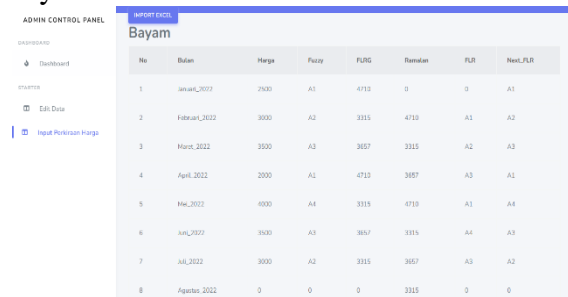 ADMIN CONTROL PANEL
DASHBOARD
Dashboard
STARTER
Edit Data
Input Perkiraan Harga
IMPORT EXCEL
Bayam
No Bulan Harga Fuzzy FLRG Ramalan FLR Next_FLR
1 Januari_2022 2500 A1 4710 0 0 A1
2 Februari_2022 3000 A2 3315 4710 A1 A2
3 Maret_2022 3500 A3 3657 3315 A2 A3
4 April_2022 2000 A1 4710 3657 A3 A1
5 Mei_2022 4000 A4 3315 4710 A1 A4
6 Juni_2022 3500 A3 3657 3315 A4 A3
7 Juli_2022 3000 A2 3315 3657 A3 A2
8 Agustus_2022 0 0 0 3315 0 0